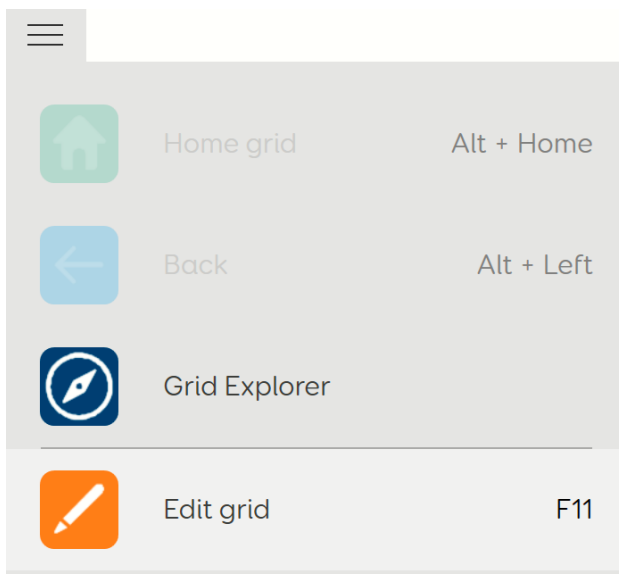 Home grid Alt + Home
Back Alt + Left
Grid Explorer
Edit grid F11